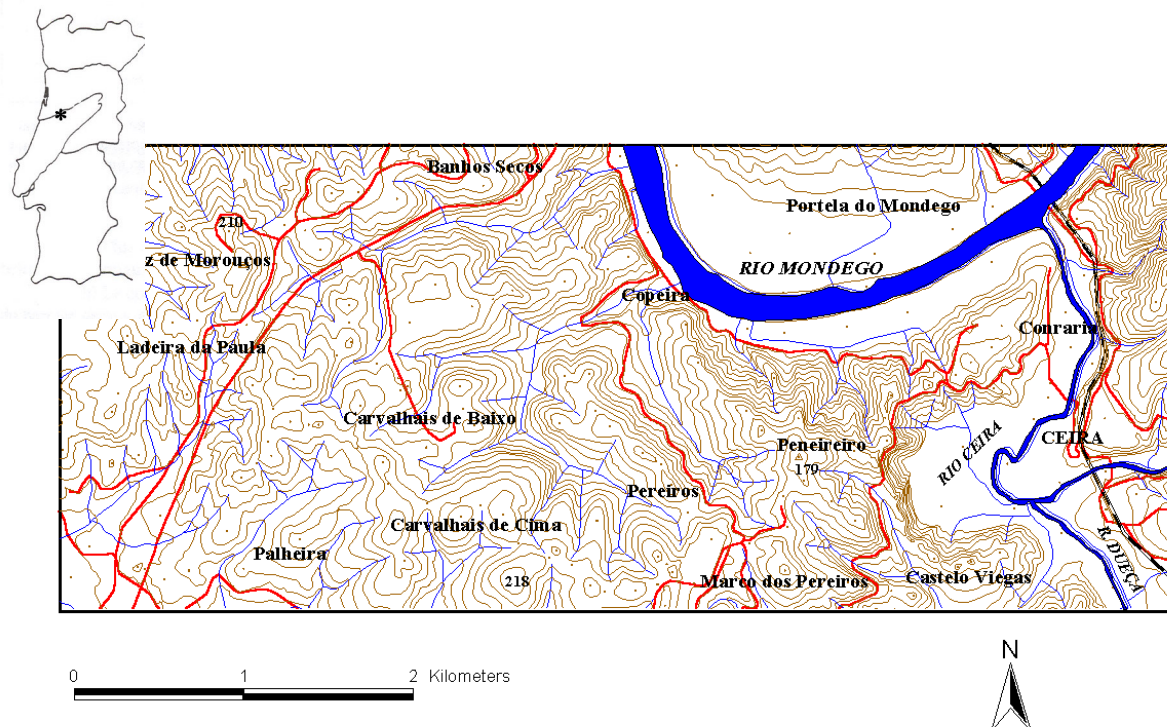 *
Banhos Secos
210
Portela do Mondego
z de Morouços
RIO MONDEGO
Copeira
Conraria
Ladeira da Paula
Carvalhais de Baixo
Peneireiro
179
CEIRA
RIO CEIRA
Pereiros
Carvalhais de Cima
Palheira
218
Marco dos Pereiros
Castelo Viegas
R. DUEÇA
0 1 2 Kilometers
N